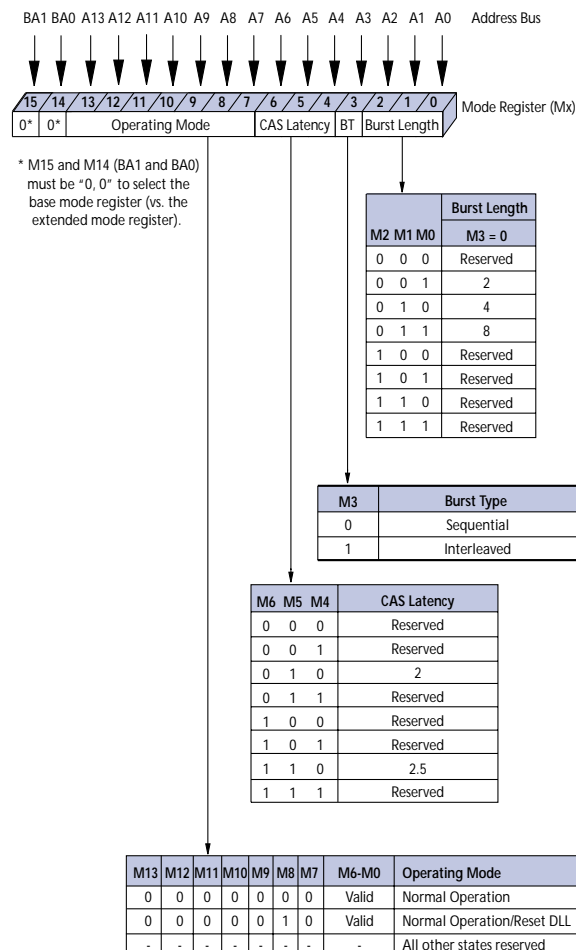 BA1 BA0 A13 A12 A11 A10 A9 A8 A7 A6 A5 A4 A3 A2 A1 A0 Address Bus
15 14 13 12 11 10 9 8 7 6 5 4 3 2 1 0 Mode Register (Mx)
0* 0* Operating Mode CAS Latency BT Burst Length
* M15 and M14 (BA1 and BA0)
must be "0, 0" to select the
base mode register (vs. the
extended mode register).
Burst Length
M2 M1 M0 M3 = 0
0 0 0 Reserved
0 0 1 2
0 1 0 4
0 1 1 8
1 0 0 Reserved
1 0 1 Reserved
1 1 0 Reserved
1 1 1 Reserved
M3 Burst Type
0 Sequential
1 Interleaved
M6 M5 M4 CAS Latency
0 0 0 Reserved
0 0 1 Reserved
0 1 0 2
0 1 1 Reserved
1 0 0 Reserved
1 0 1 Reserved
1 1 0 2.5
1 1 1 Reserved
M13 M12 M11 M10 M9 M8 M7 M6-M0 Operating Mode
0 0 0 0 0 0 0 Valid Normal Operation
0 0 0 0 0 1 0 Valid Normal Operation/Reset DLL
- - - - - - - - All other states reserved